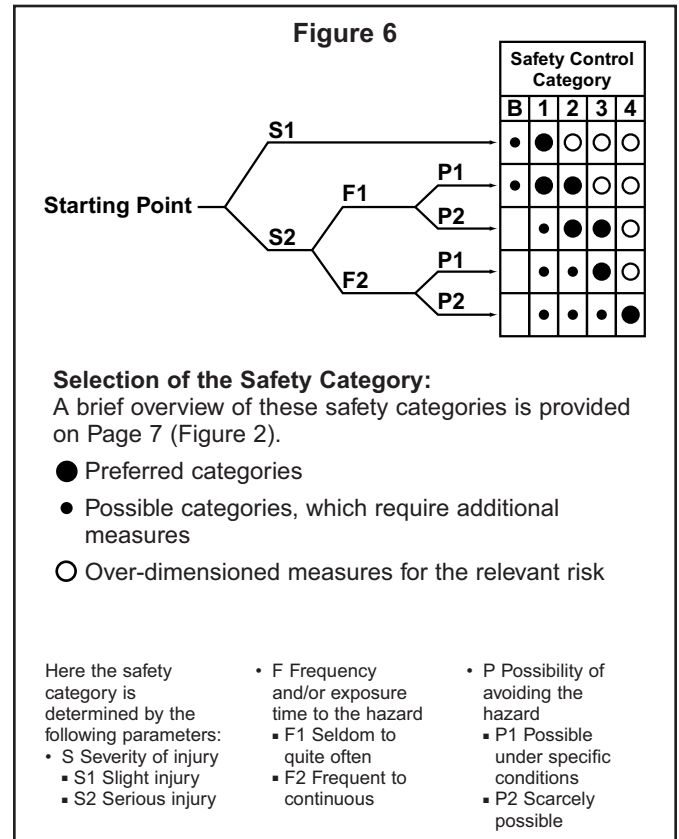 Figure 6
Safety Control
Category
B 1 2 3 4
S1
P1
F1
Starting Point
P2
S2
P1
F2
P2
Selection of the Safety Category:
A brief overview of these safety categories is provided
on Page 7 (Figure 2).
● Preferred categories
• Possible categories, which require additional
measures
○ Over-dimensioned measures for the relevant risk
Here the safety
category is
determined by the
following parameters:
• S Severity of injury
▪ S1 Slight injury
▪ S2 Serious injury
• F Frequency
and/or exposure
time to the hazard
▪ F1 Seldom to
quite often
▪ F2 Frequent to
continuous
• P Possibility of
avoiding the
hazard
▪ P1 Possible
under specific
conditions
▪ P2 Scarcely
possible